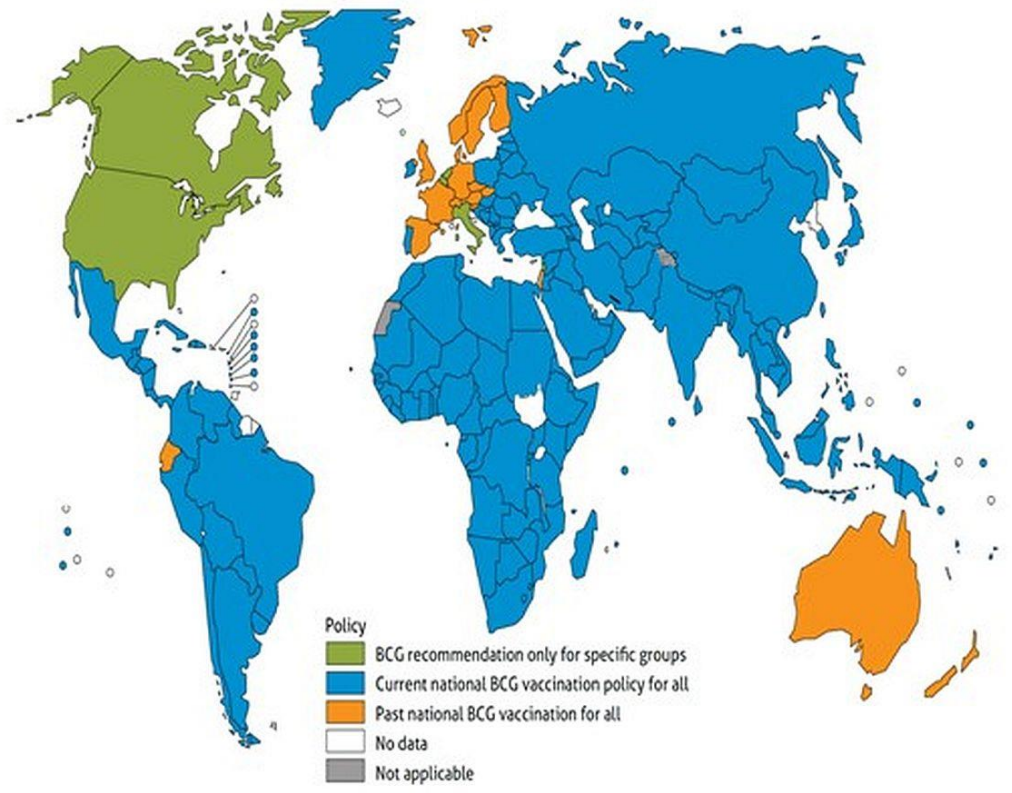 Policy
BCG recommendation only for specific groups
Current national BCG vaccination policy for all
Past national BCG vaccination for all
No data
Not applicable